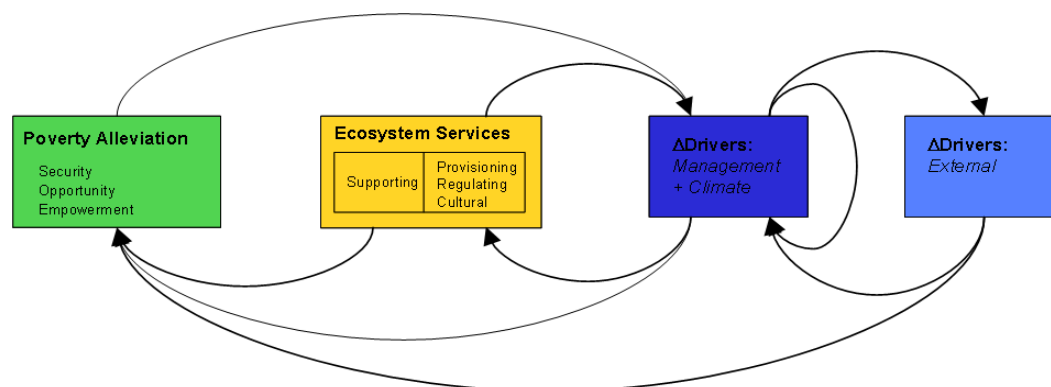 Poverty Alleviation
Security
Opportunity
Empowerment
Ecosystem Services
Supporting
Provisioning
Regulating
Cultural
ΔDrivers:
Management
+ Climate
ΔDrivers:
External